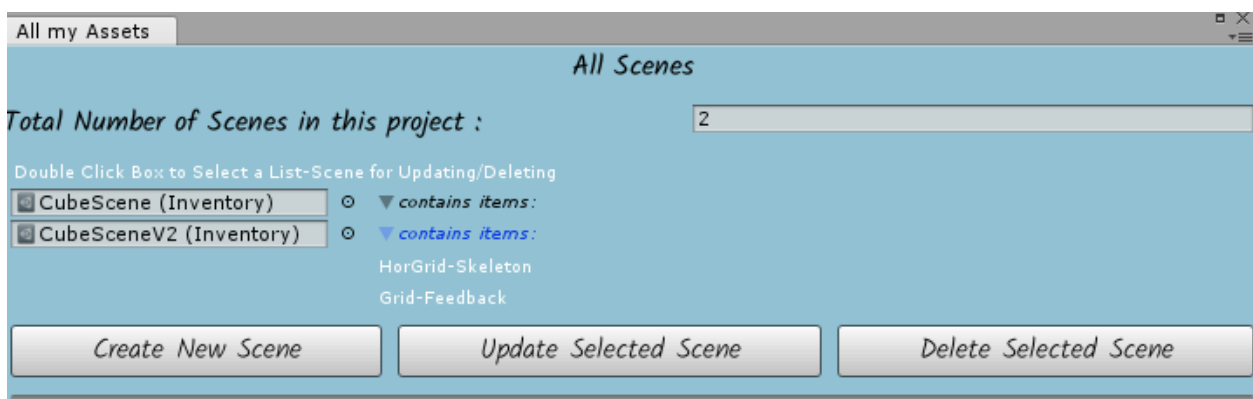 All my Assets
All Scenes
Total Number of Scenes in this project : 2
Double Click Box to Select a List-Scene for Updating/Deleting
CubeScene (Inventory) contains items:
CubeSceneV2 (Inventory) contains items:
HorGrid-Skeleton
Grid-Feedback
Create New Scene Update Selected Scene Delete Selected Scene